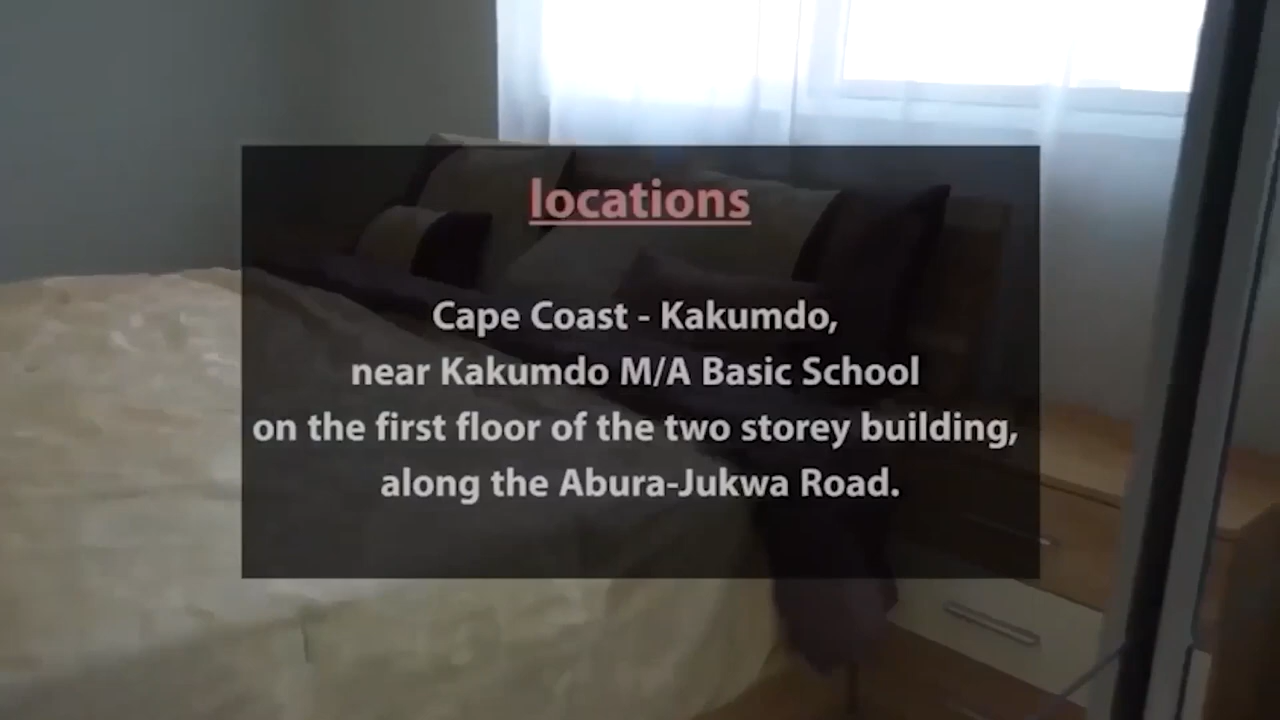 locations
Cape Coast - Kakumdo,
near Kakumdo M/A Basic School
on the first floor of the two storey building,
along the Abura-Jukwa Road.